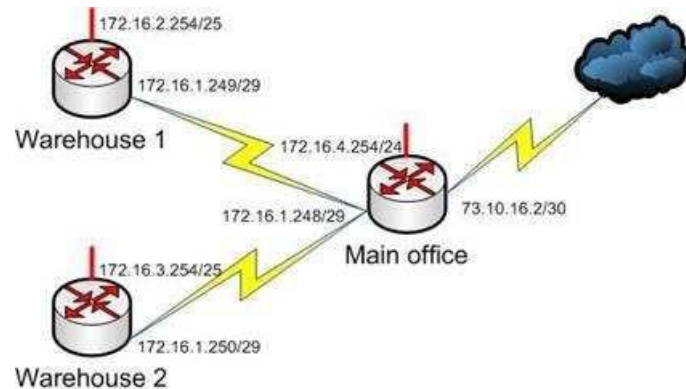 172.16.2.254/25
172.16.1.249/29
Warehouse 1
172.16.4.254/24
172.16.1.248/29
73.10.16.2/30
Main office
172.16.3.254/25
172.16.1.250/29
Warehouse 2